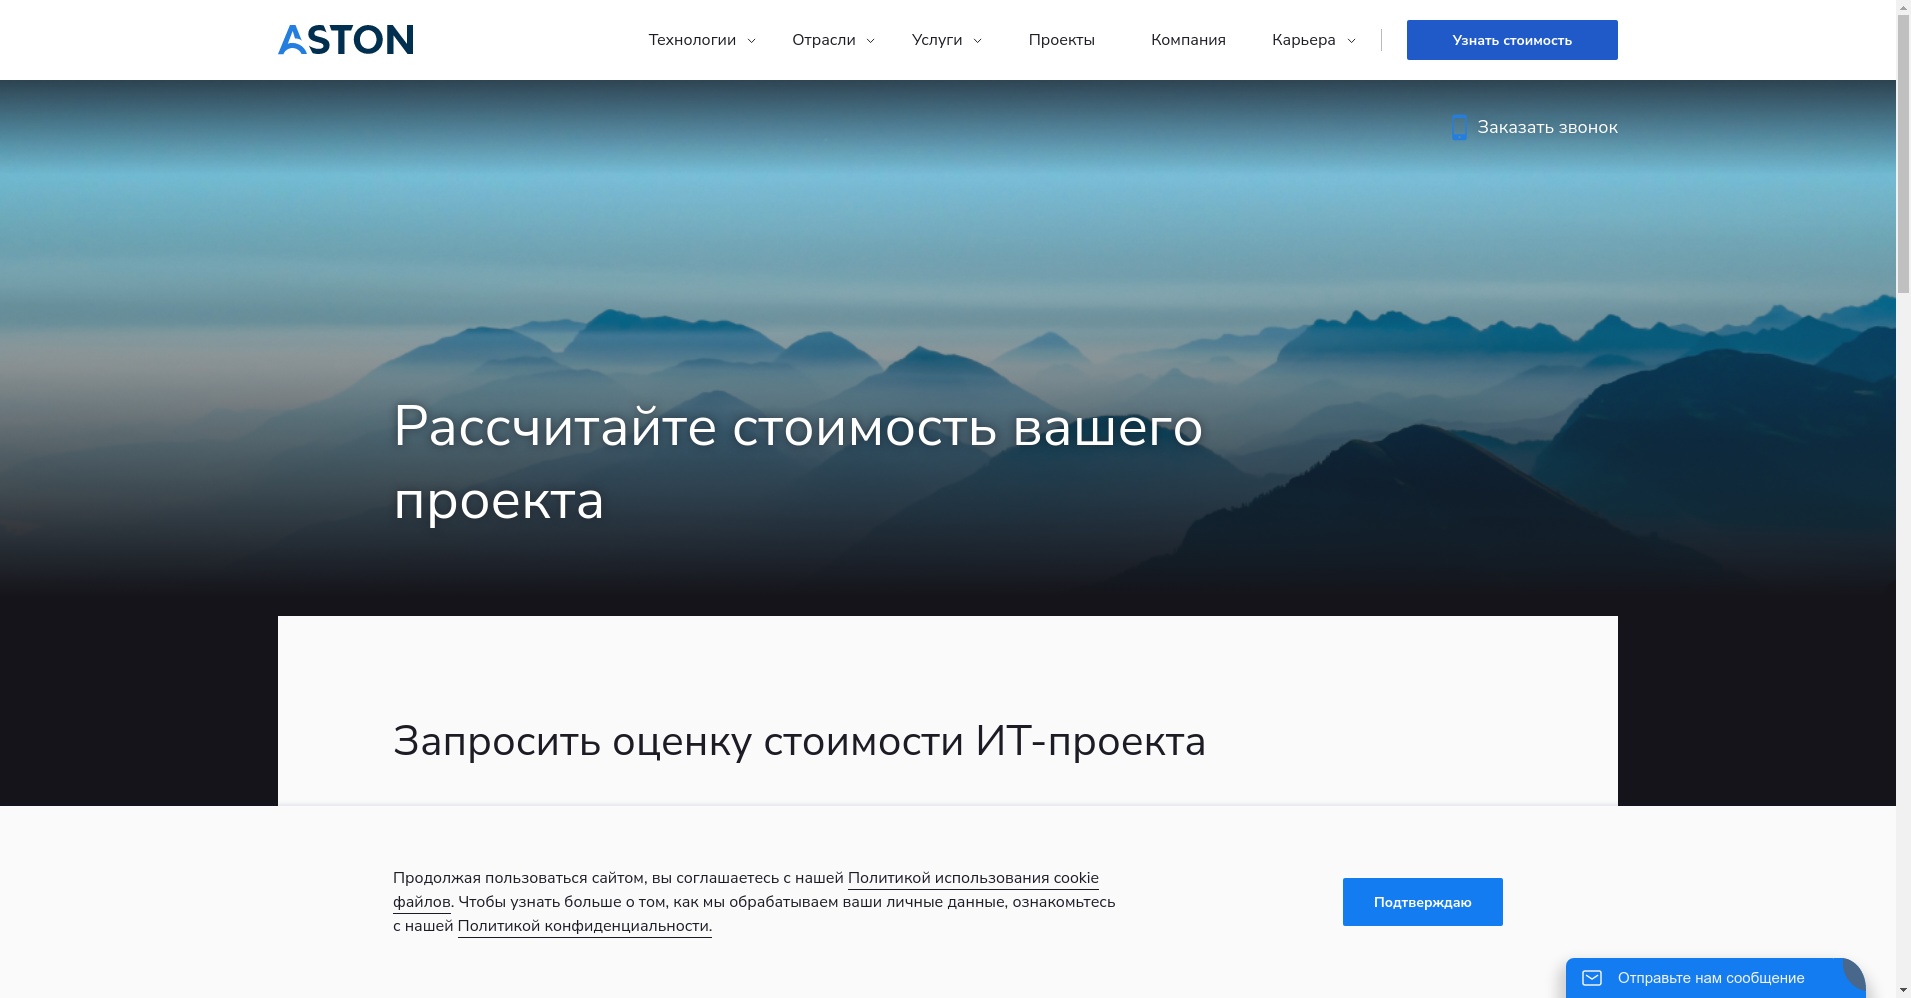 ASTON
Технологии
Отрасли
Услуги
Проекты
Компания
Карьера
Узнать стоимость
Заказать звонок
Рассчитайте стоимость вашего
проекта
Запросить оценку стоимости ИТ-проекта
Продолжая пользоваться сайтом, вы соглашаетесь с нашей Политикой использования cookie
файлов. Чтобы узнать больше о том, как мы обрабатываем ваши личные данные, ознакомьтесь
с нашей Политикой конфиденциальности.
Подтверждаю
Отправьте нам сообщение